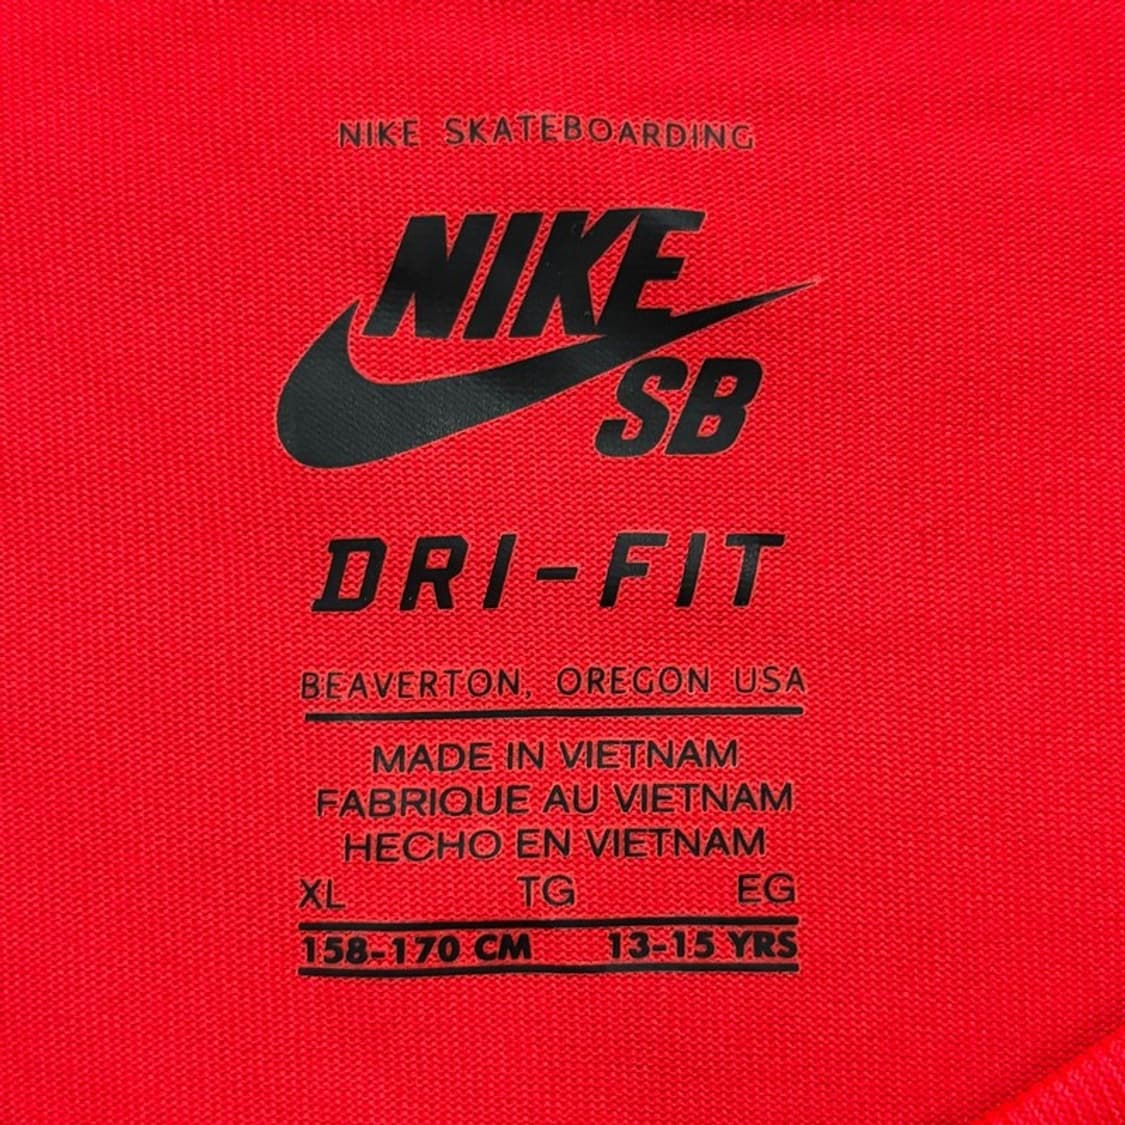 NIKE SKATEBOARDING
NIKE
SB
DRI-FIT
BEAVERTON, OREGON USA
MADE IN VIETNAM
FABRIQUE AU VIETNAM
HECHO EN VIETNAM
XL TG EG
158-170 CM 13-15 YRS